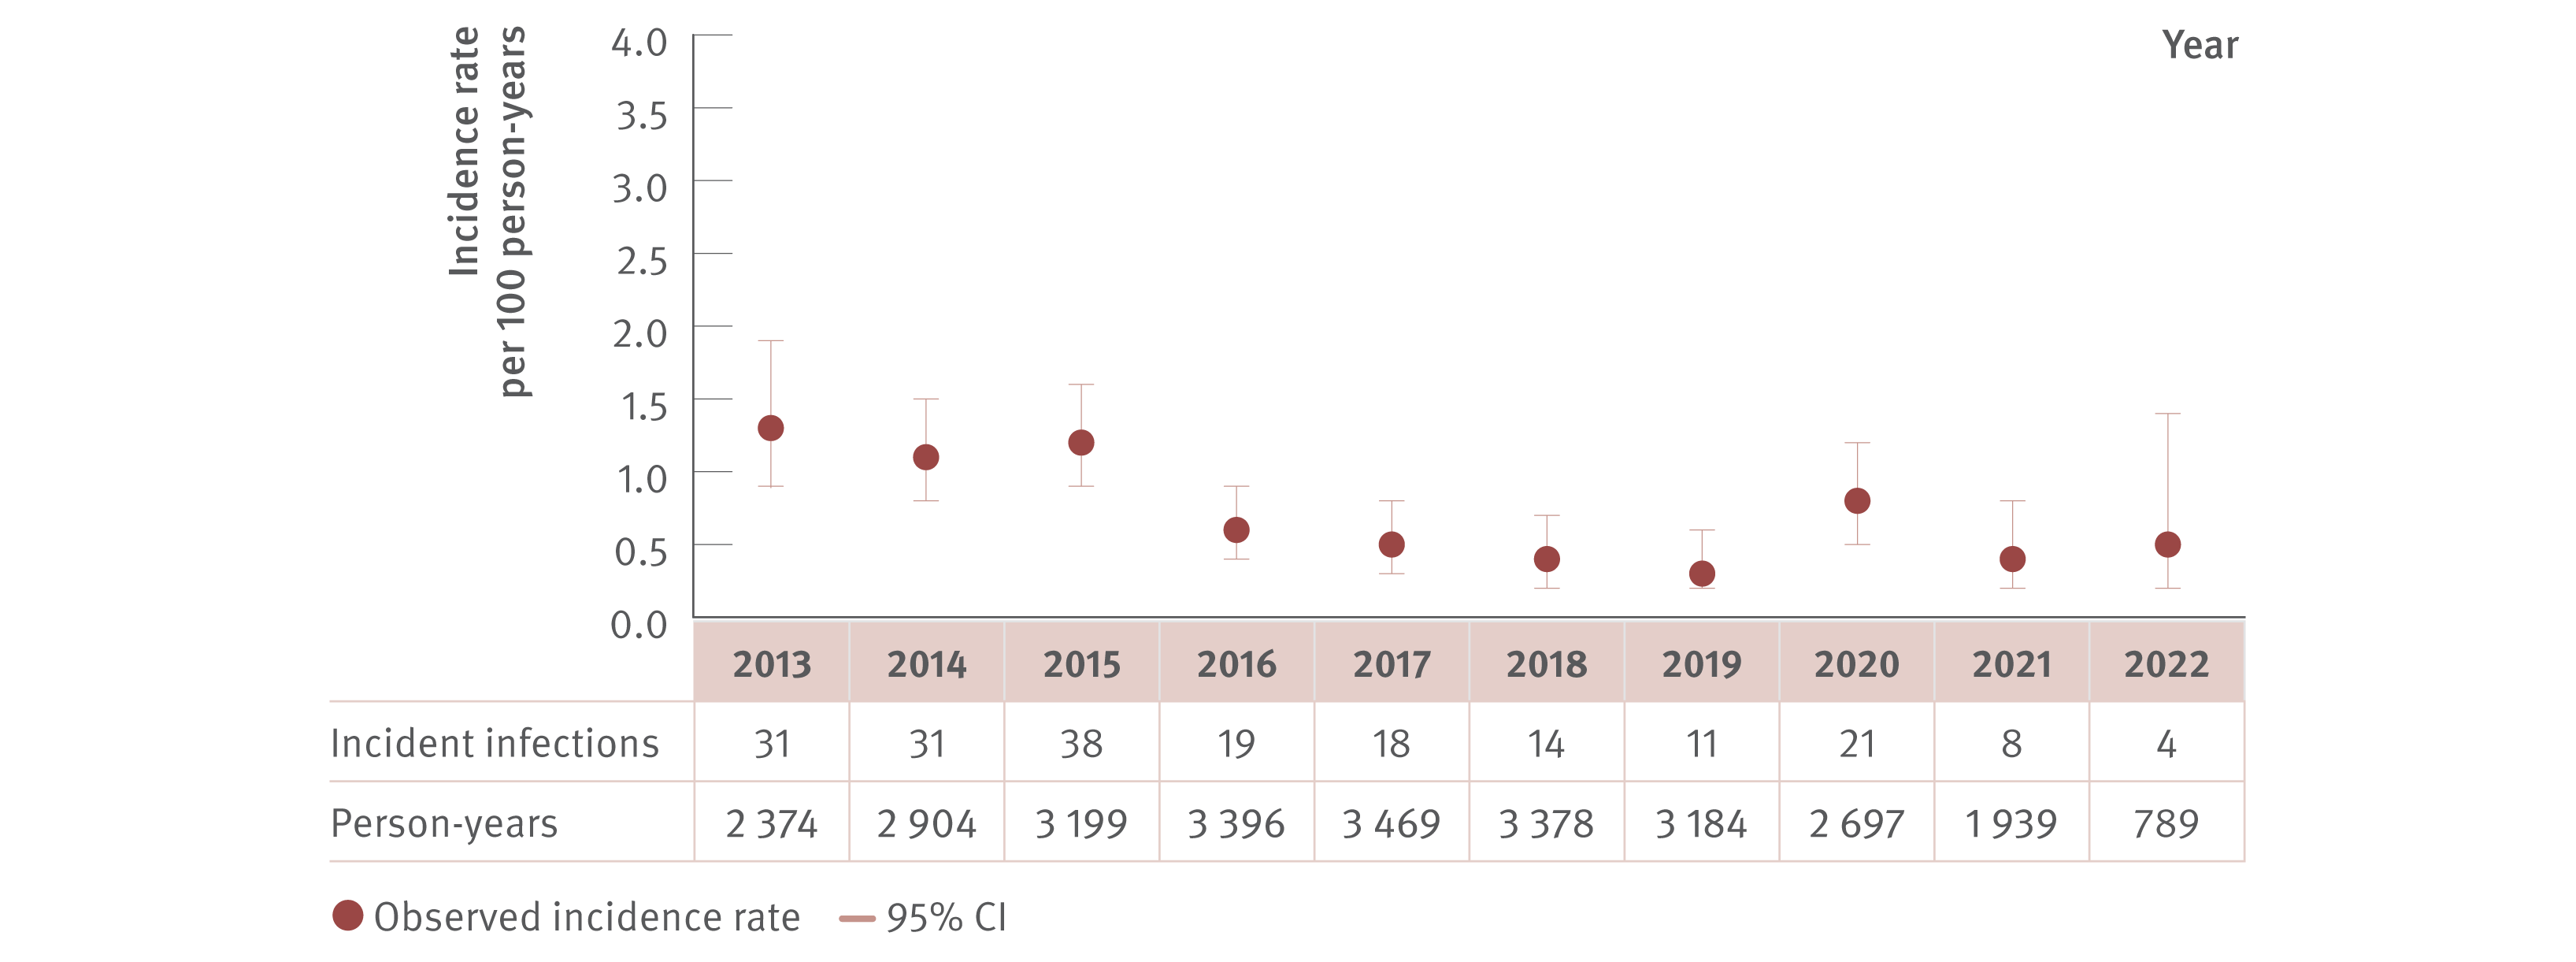 Incidence rate
per 100 person-years
Year
4.0
3.5
3.0
2.5
2.0
1.5
1.0
0.5
0.0
2013 2014 2015 2016 2017 2018 2019 2020 2021 2022
Incident infections 31 31 38 19 18 14 11 21 8 4
Person-years 2 374 2 904 3 199 3 396 3 469 3 378 3 184 2 697 1 939 789
Observed incidence rate 95% CI